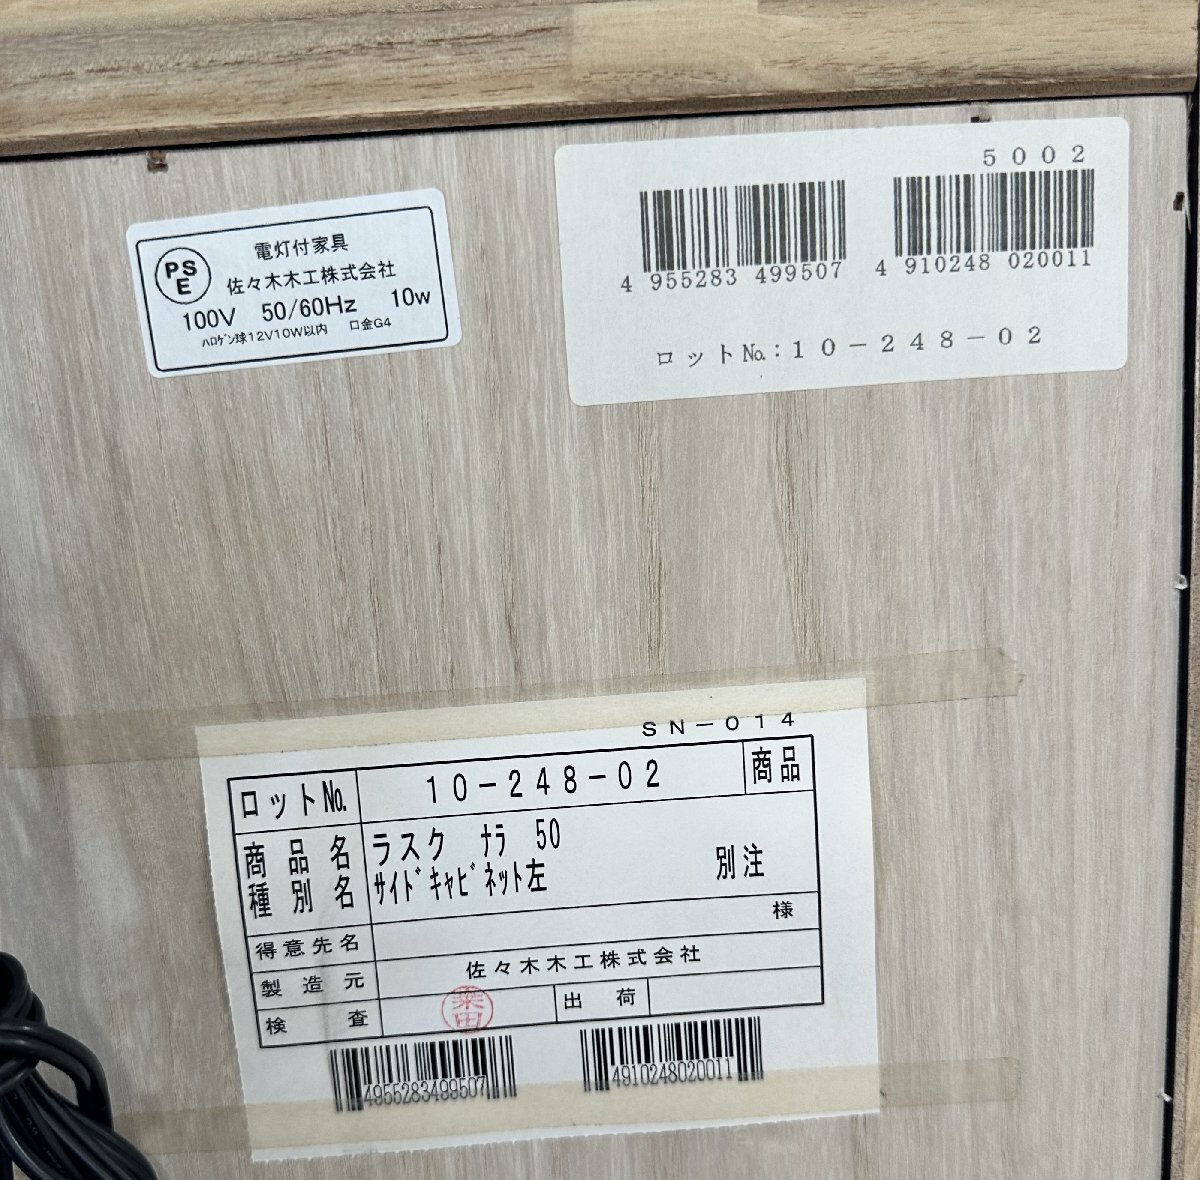 PS
E
電灯付家具
佐々木木工株式会社
100V 50/60Hz 10w
ハロゲン球12V10W以内 口金G4
5002
4 955283 499507
4 910248 020011
ロット№:10-248-02
SN-014
ロット№. 10-248-02 商品
商品名 ラスク ナラ 50
種別名 サイドキャビネット左 別注
得意先名 様
製造元 佐々木木工株式会社
検査 栗田 出荷
4955283499507
4910248020011